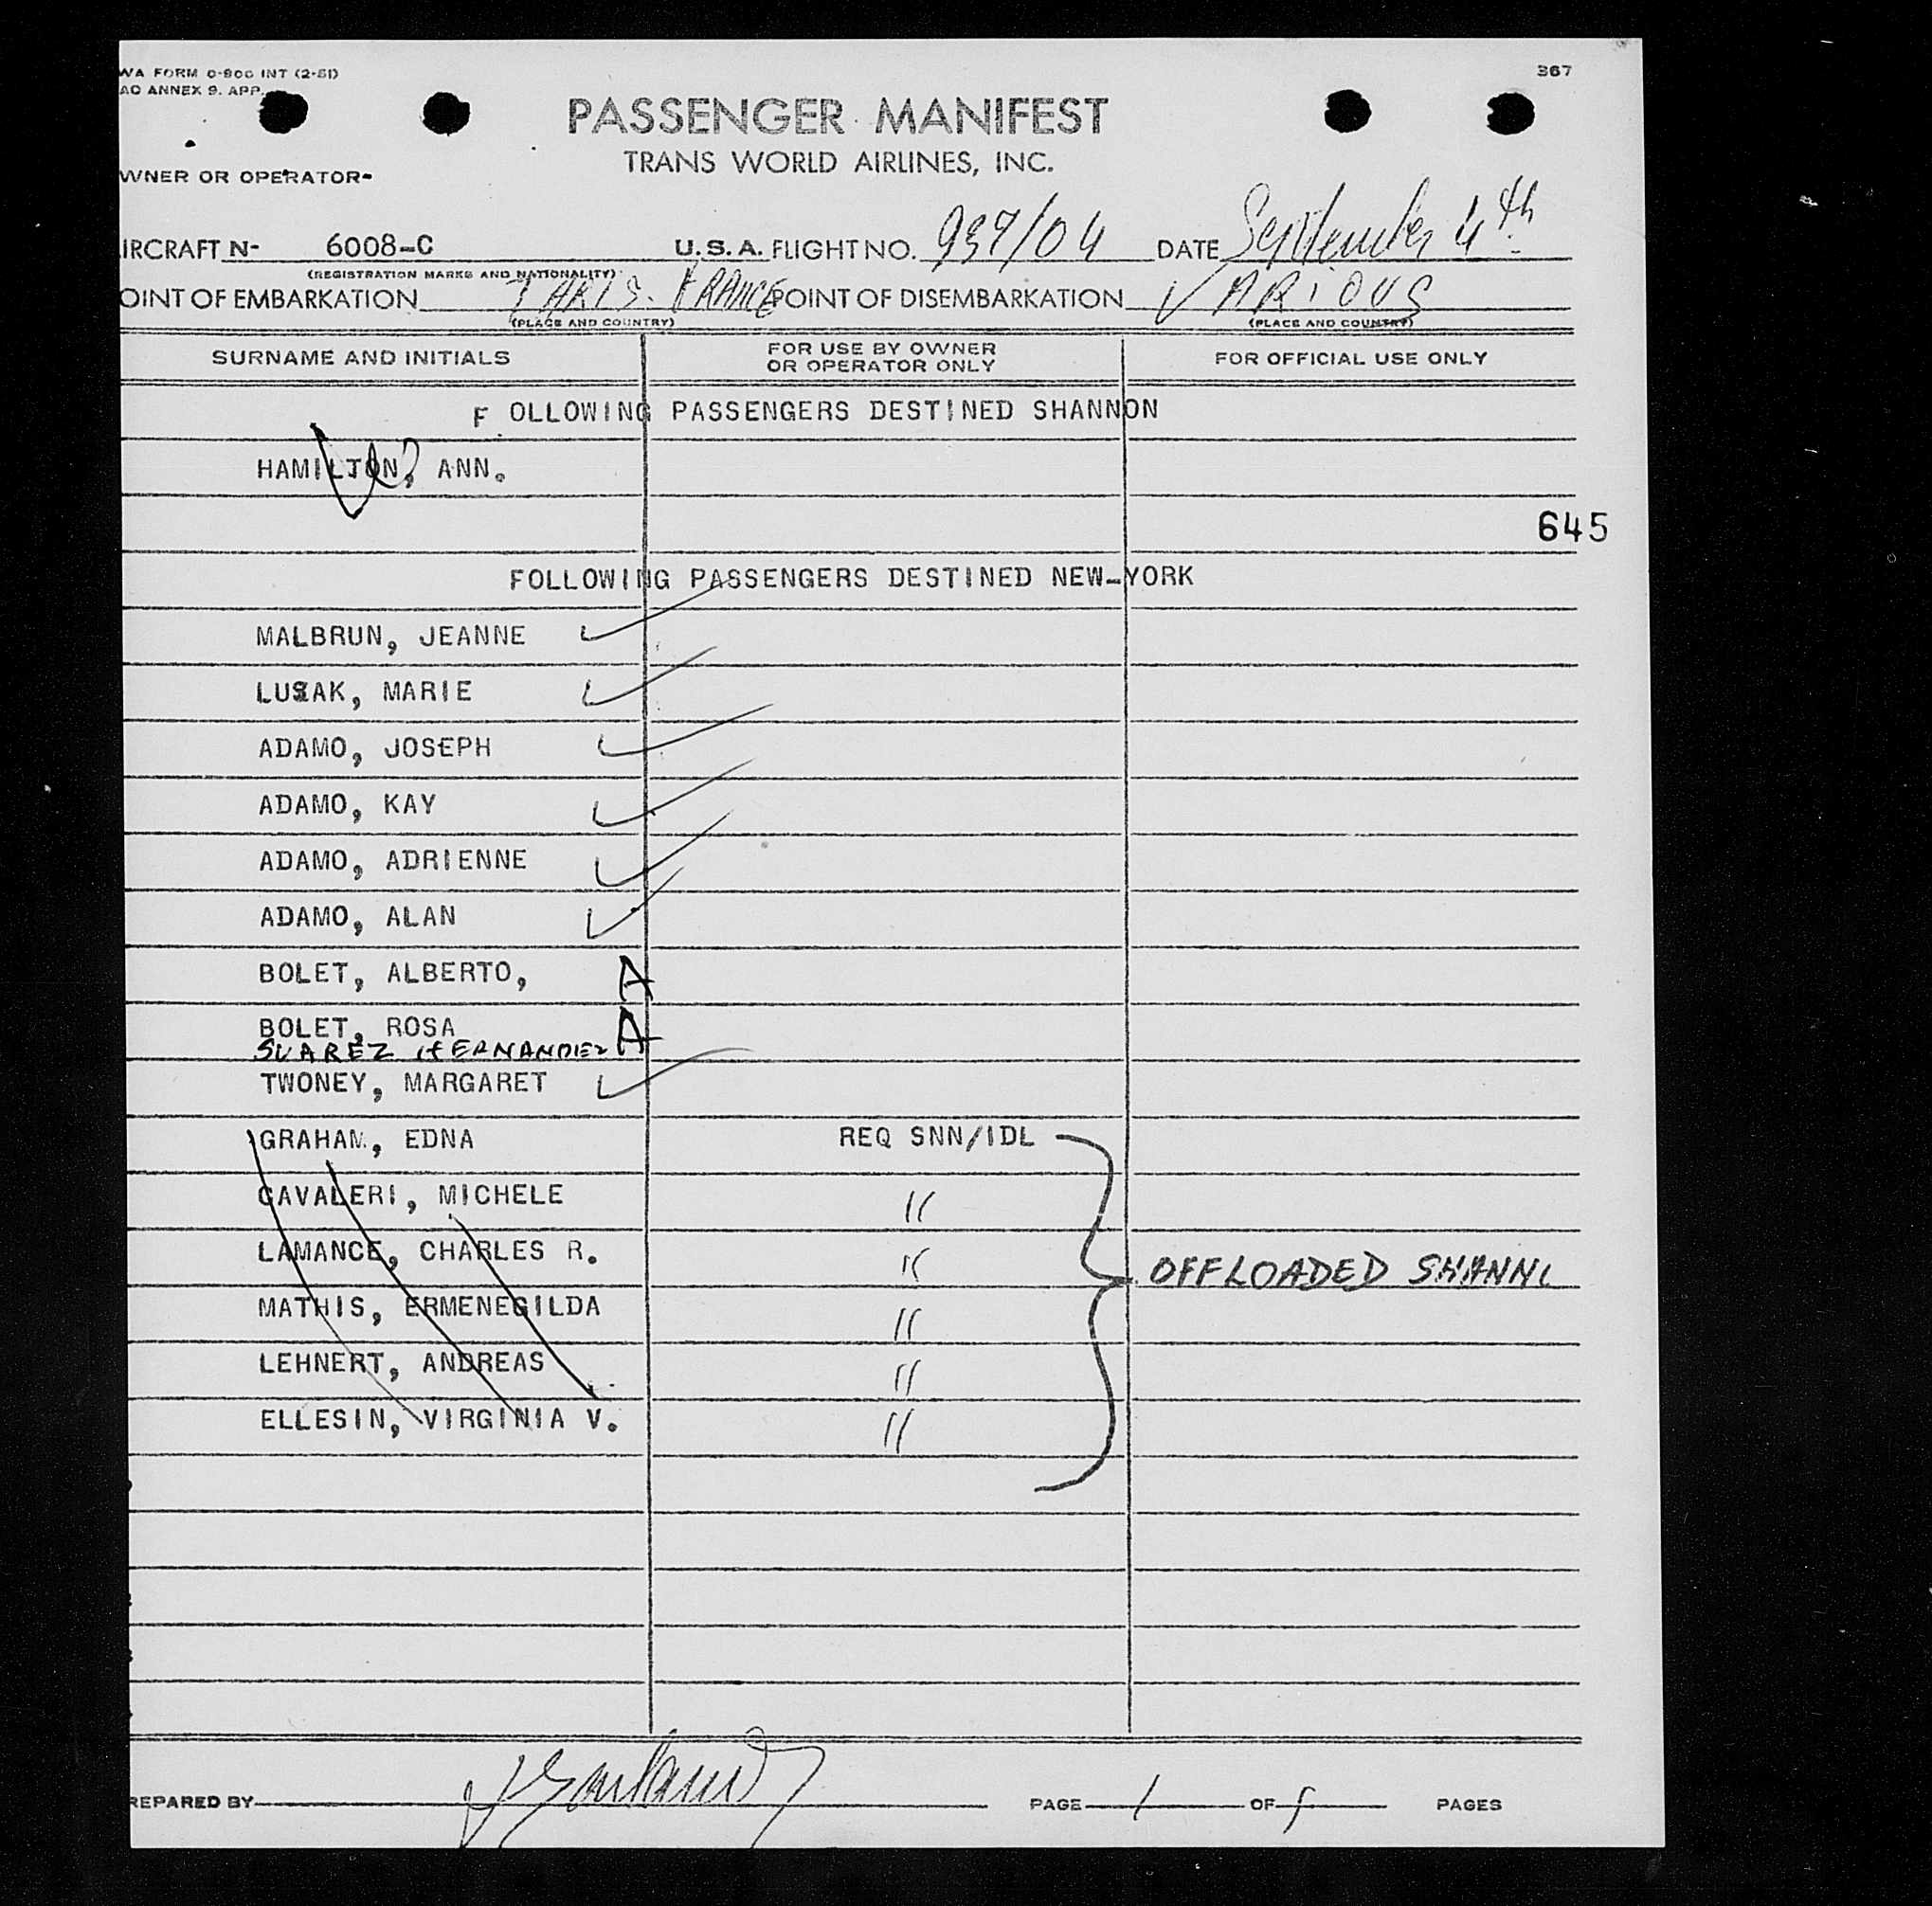 WA FORM 0-800 INT (2-51) 367
AO ANNEX 9. APP.
PASSENGER MANIFEST
TRANS WORLD AIRLINES, INC.
WNER OR OPERATOR-
IRCRAFT N- 6008-C U.S.A. FLIGHT NO. 937/04 DATE September 4th
(REGISTRATION MARKS AND NATIONALITY)
OINT OF EMBARKATION PARIS. FRANCE POINT OF DISEMBARKATION VARIOUS
(PLACE AND COUNTRY) (PLACE AND COUNTRY)
SURNAME AND INITIALS FOR USE BY OWNER OR OPERATOR ONLY FOR OFFICIAL USE ONLY
F OLLOWING PASSENGERS DESTINED SHANNON
HAMILTON, ANN.
645
FOLLOWING PASSENGERS DESTINED NEW-YORK
MALBRUN, JEANNE
MARIE
ADAMO, JOSEPH
ADAMO, KAY
ADAMO, ADRIENNE
ADAMO, ALAN
BOLET, ALBERTO, A
BOLET, ROSA A
SUAREZ HERNANDEZ
TWONEY, MARGARET
GRAHAM, EDNA REQ SNN/IDL
CAVALERI, MICHELE "
LAMANCE, CHARLES R. " OFFLOADED SHANN
MATHIS, ERMENEGILDA "
LEHNERT, ANDREAS "
ELLESIN, VIRGINIA V. "
REPARED BY PAGE 1 OF PAGES